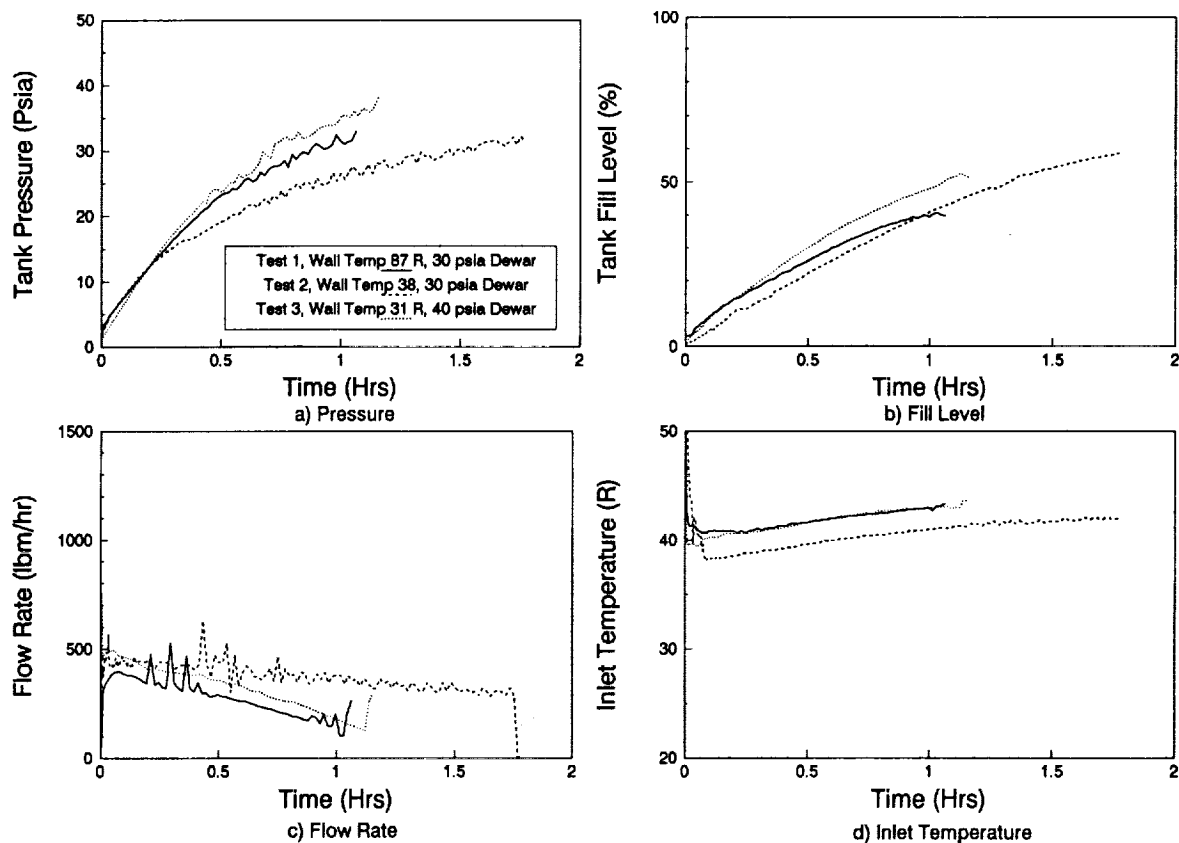 50
40
30
20
10
0
Tank Pressure (Psia)
Test 1, Wall Temp 87 R, 30 psia Dewar
Test 2, Wall Temp 38, 30 psia Dewar
Test 3, Wall Temp 31 R, 40 psia Dewar
0 0.5 1 1.5 2
Time (Hrs)
a) Pressure
100
50
0
Tank Fill Level (%)
0 0.5 1 1.5 2
Time (Hrs)
b) Fill Level
1500
1000
500
0
Flow Rate (lbm/hr)
0 0.5 1 1.5 2
Time (Hrs)
c) Flow Rate
50
40
30
20
Inlet Temperature (R)
0 0.5 1 1.5 2
Time (Hrs)
d) Inlet Temperature